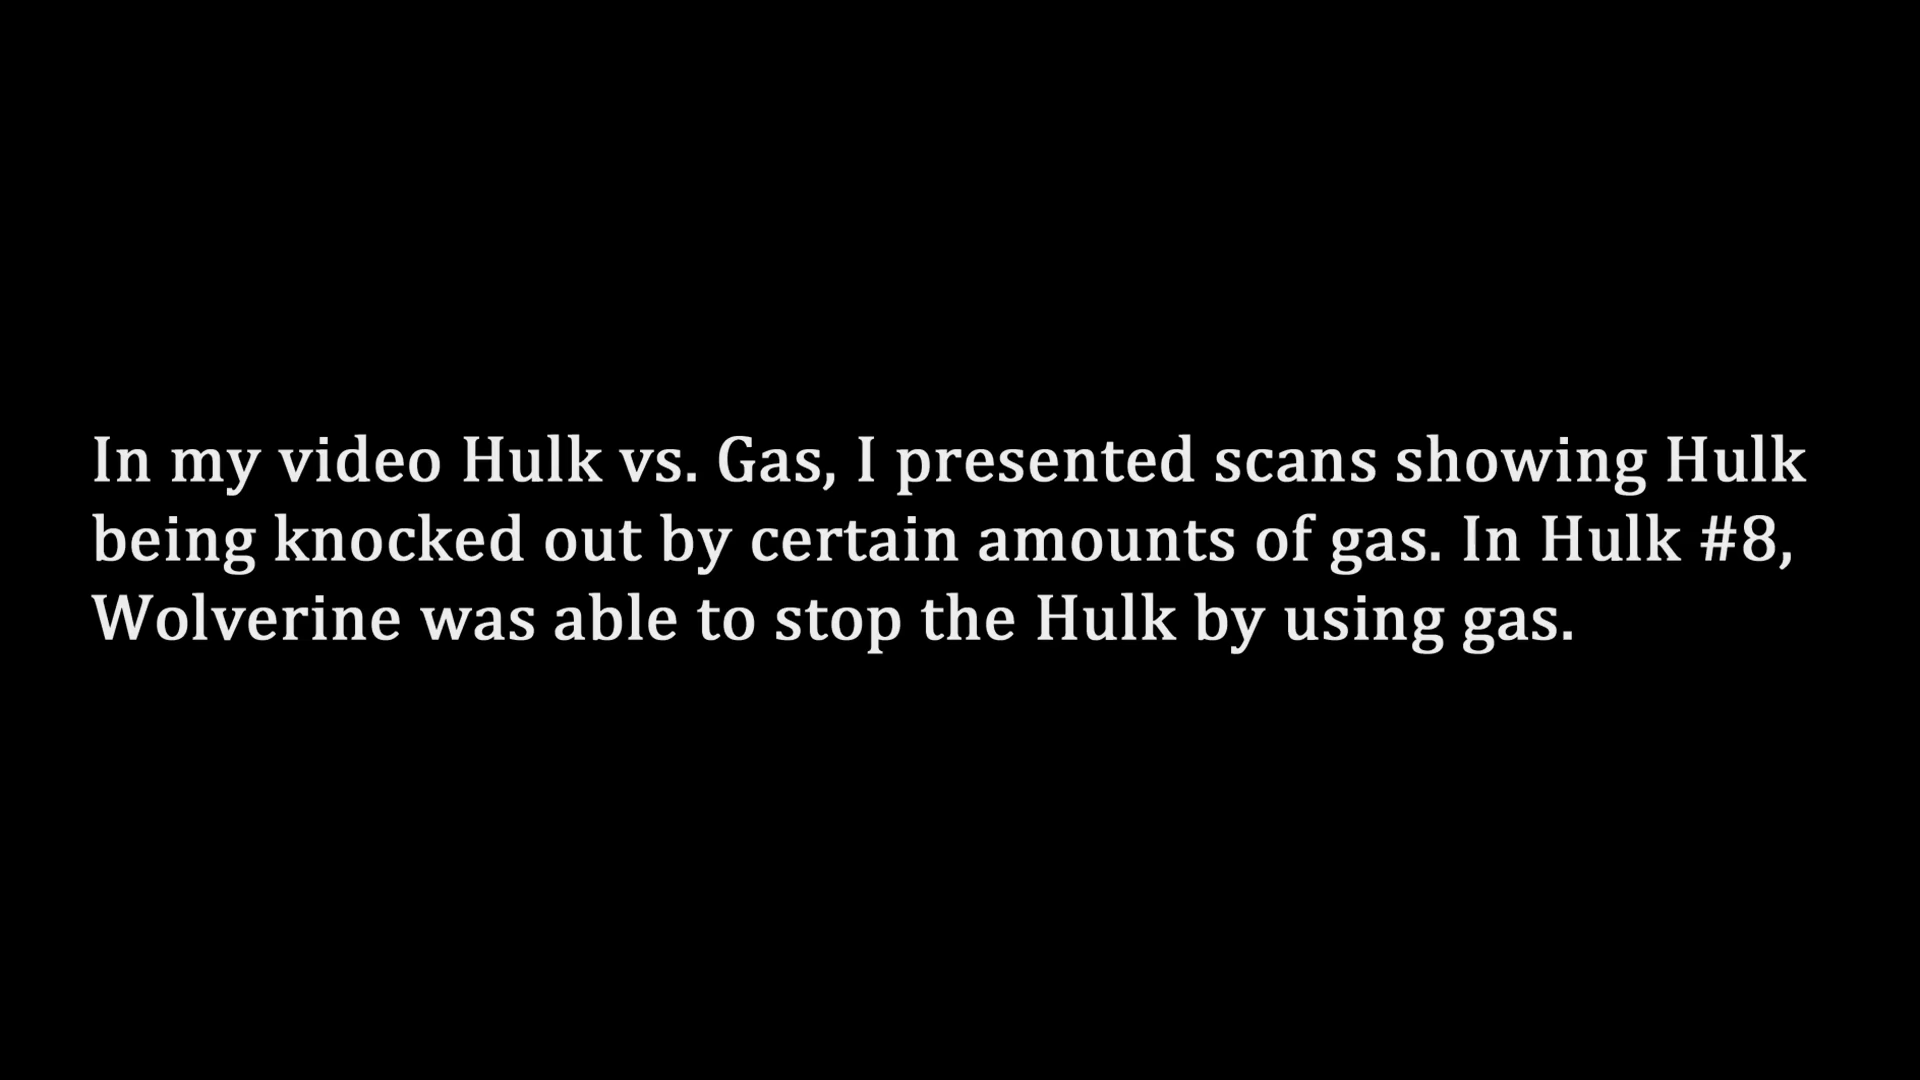 In my video Hulk vs. Gas, I presented scans showing Hulk
being knocked out by certain amounts of gas. In Hulk #8,
Wolverine was able to stop the Hulk by using gas.